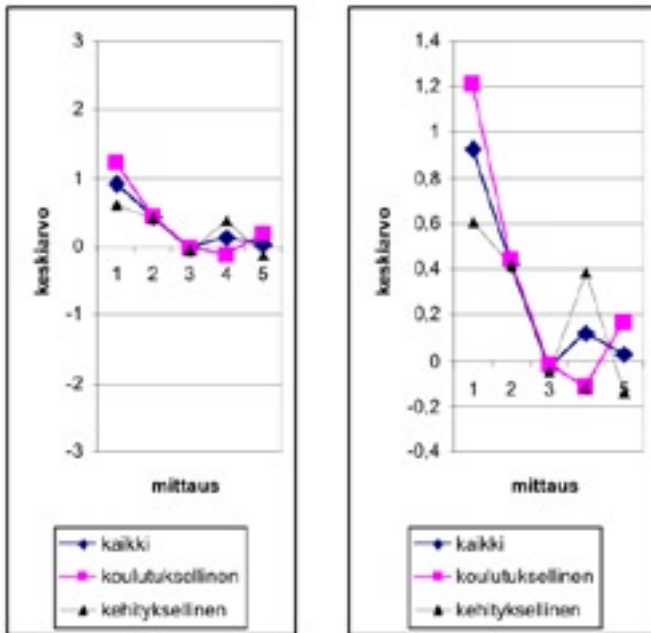 3
2
1
0
-1
-2
-3
keskiarvo
1 2 3 4 5
mittaus
kaikki
koulutuksellinen
kehityksellinen
1,4
1,2
1
0,8
0,6
0,4
0,2
0
-0,2
-0,4
keskiarvo
1 2 3 4 5
mittaus
kaikki
koulutuksellinen
kehityksellinen